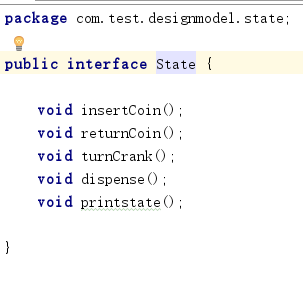 package com.test.designmodel.state;
public interface State {
void insertCoin();
void returnCoin();
void turnCrank();
void dispense();
void printstate();
}